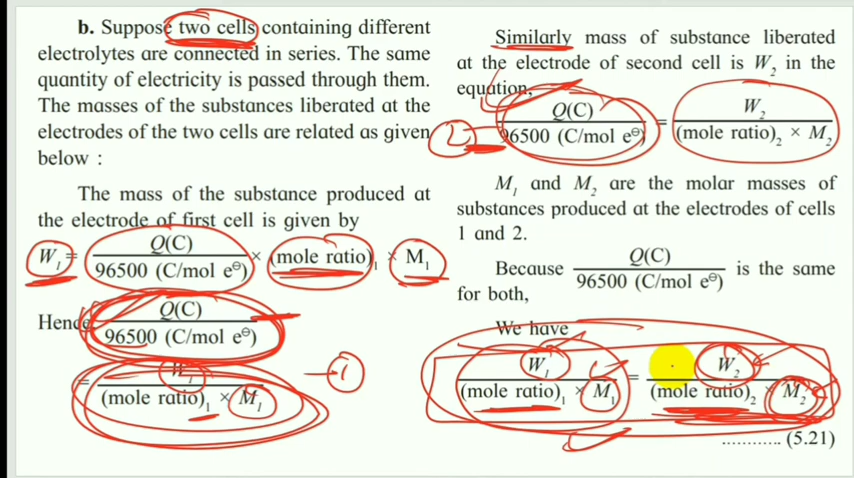 b. Suppose two cells containing different
electrolytes are connected in series. The same
quantity of electricity is passed through them.
The masses of the substances liberated at the
electrodes of the two cells are related as given
below :
The mass of the substance produced at
the electrode of first cell is given by
W₁ = Q(C) / 96500 (C/mol e⊖) × (mole ratio)₁ × M₁
Hence Q(C) / 96500 (C/mol e⊖)
= W₁ / (mole ratio)₁ × M₁ — 1
Similarly mass of substance liberated
at the electrode of second cell is W₂ in the
equation,
2 Q(C) / 96500 (C/mol e⊖) = W₂ / (mole ratio)₂ × M₂
M₁ and M₂ are the molar masses of
substances produced at the electrodes of cells
1 and 2.
Because Q(C) / 96500 (C/mol e⊖) is the same
for both,
We have
W₁ / (mole ratio)₁ × M₁ = W₂ / (mole ratio)₂ × M₂
........... (5.21)